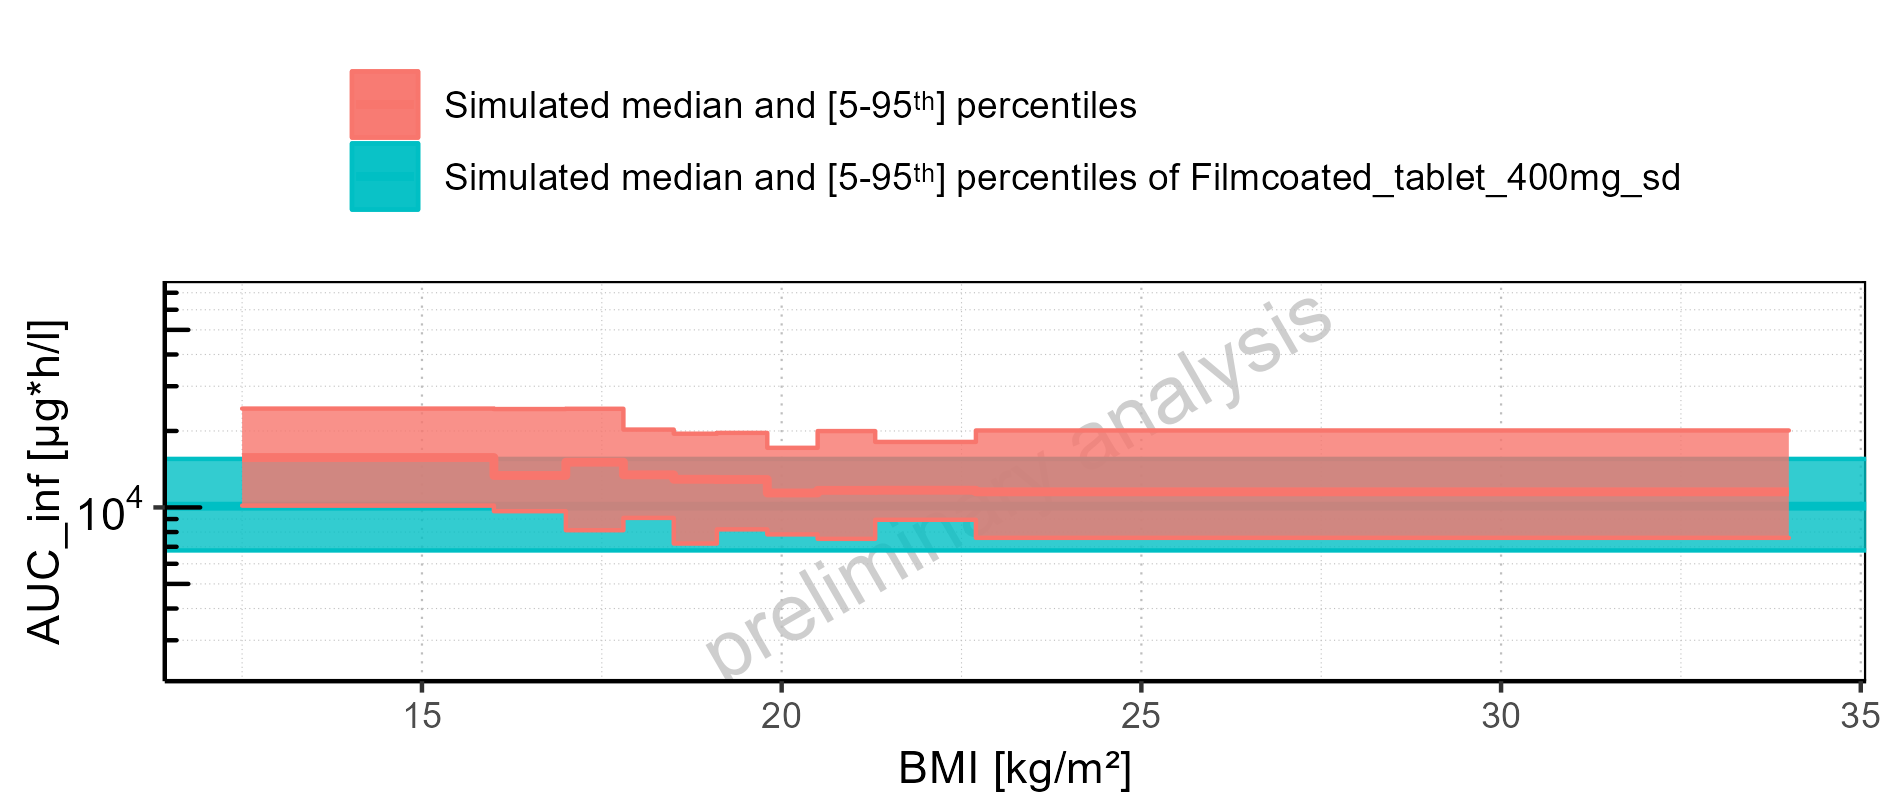 Simulated median and [5-95ᵗʰ] percentiles
Simulated median and [5-95ᵗʰ] percentiles of Filmcoated_tablet_400mg_sd
AUC_inf [µg*h/l]
10⁴
preliminary analysis
15 20 25 30 35
BMI [kg/m²]